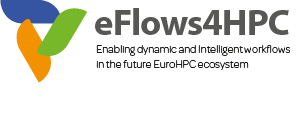 eFlows4HPC
Enabling dynamic and Intelligent workflows
in the future EuroHPC ecosystem